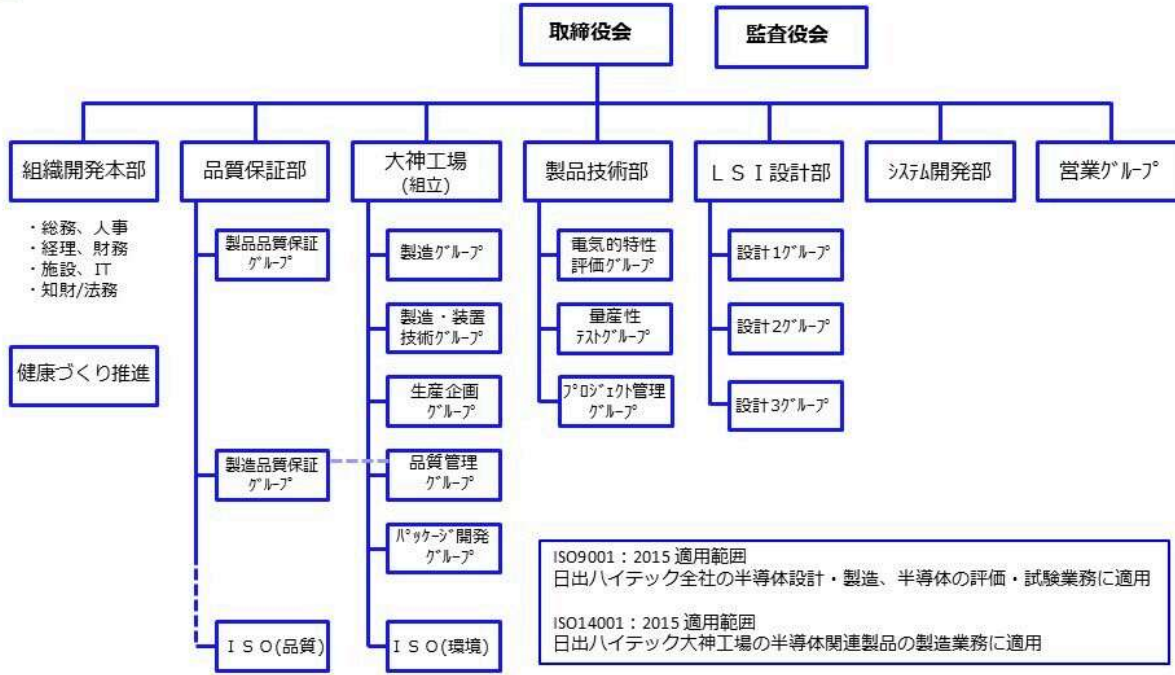 取締役会
監査役会
組織開発本部
品質保証部
大神工場
(組立)
製品技術部
ＬＳＩ設計部
ｼｽﾃﾑ開発部
営業ｸﾞﾙｰﾌﾟ
・総務、人事
・経理、財務
・施設、IT
・知財/法務
健康づくり推進
製品品質保証
ｸﾞﾙｰﾌﾟ
製造品質保証
ｸﾞﾙｰﾌﾟ
ＩＳＯ(品質)
製造ｸﾞﾙｰﾌﾟ
製造・装置
技術ｸﾞﾙｰﾌﾟ
生産企画
ｸﾞﾙｰﾌﾟ
品質管理
ｸﾞﾙｰﾌﾟ
ﾊﾟｯｹｰｼﾞ開発
ｸﾞﾙｰﾌﾟ
ＩＳＯ(環境)
電気的特性
評価ｸﾞﾙｰﾌﾟ
量産性
ﾃｽﾄｸﾞﾙｰﾌﾟ
ﾌﾟﾛｼﾞｪｸﾄ管理
ｸﾞﾙｰﾌﾟ
設計1ｸﾞﾙｰﾌﾟ
設計2ｸﾞﾙｰﾌﾟ
設計3ｸﾞﾙｰﾌﾟ
ISO9001：2015 適用範囲
日出ハイテック全社の半導体設計・製造、半導体の評価・試験業務に適用
ISO14001：2015 適用範囲
日出ハイテック大神工場の半導体関連製品の製造業務に適用